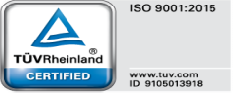 ISO 9001:2015
TÜVRheinland®
CERTIFIED
www.tuv.com
ID 9105013918